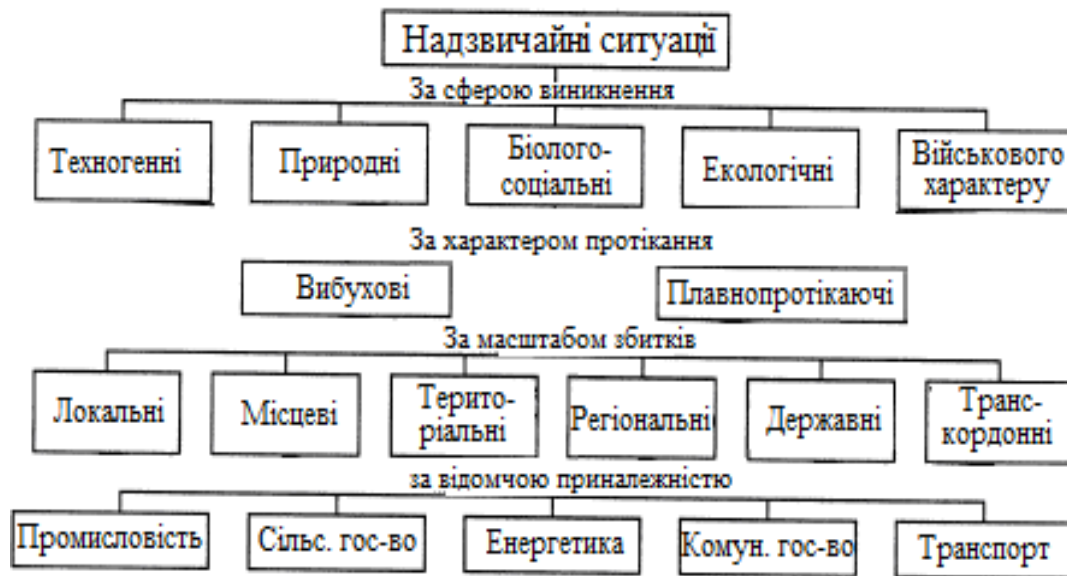 Надзвичайні ситуації
За сферою виникнення
Техногенні
Природні
Біолого-
соціальні
Екологічні
Військового
характеру
За характером протікання
Вибухові
Плавнопротікаючі
За масштабом збитків
Локальні
Місцеві
Терито-
ріальні
Регіональні
Державні
Транс-
кордонні
за відомчою приналежністю
Промисловість
Сільс. гос-во
Енергетика
Комун. гос-во
Транспорт